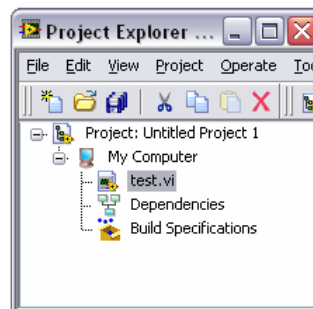 Project Explorer ...
File Edit View Project Operate
Project: Untitled Project 1
My Computer
test.vi
Dependencies
Build Specifications